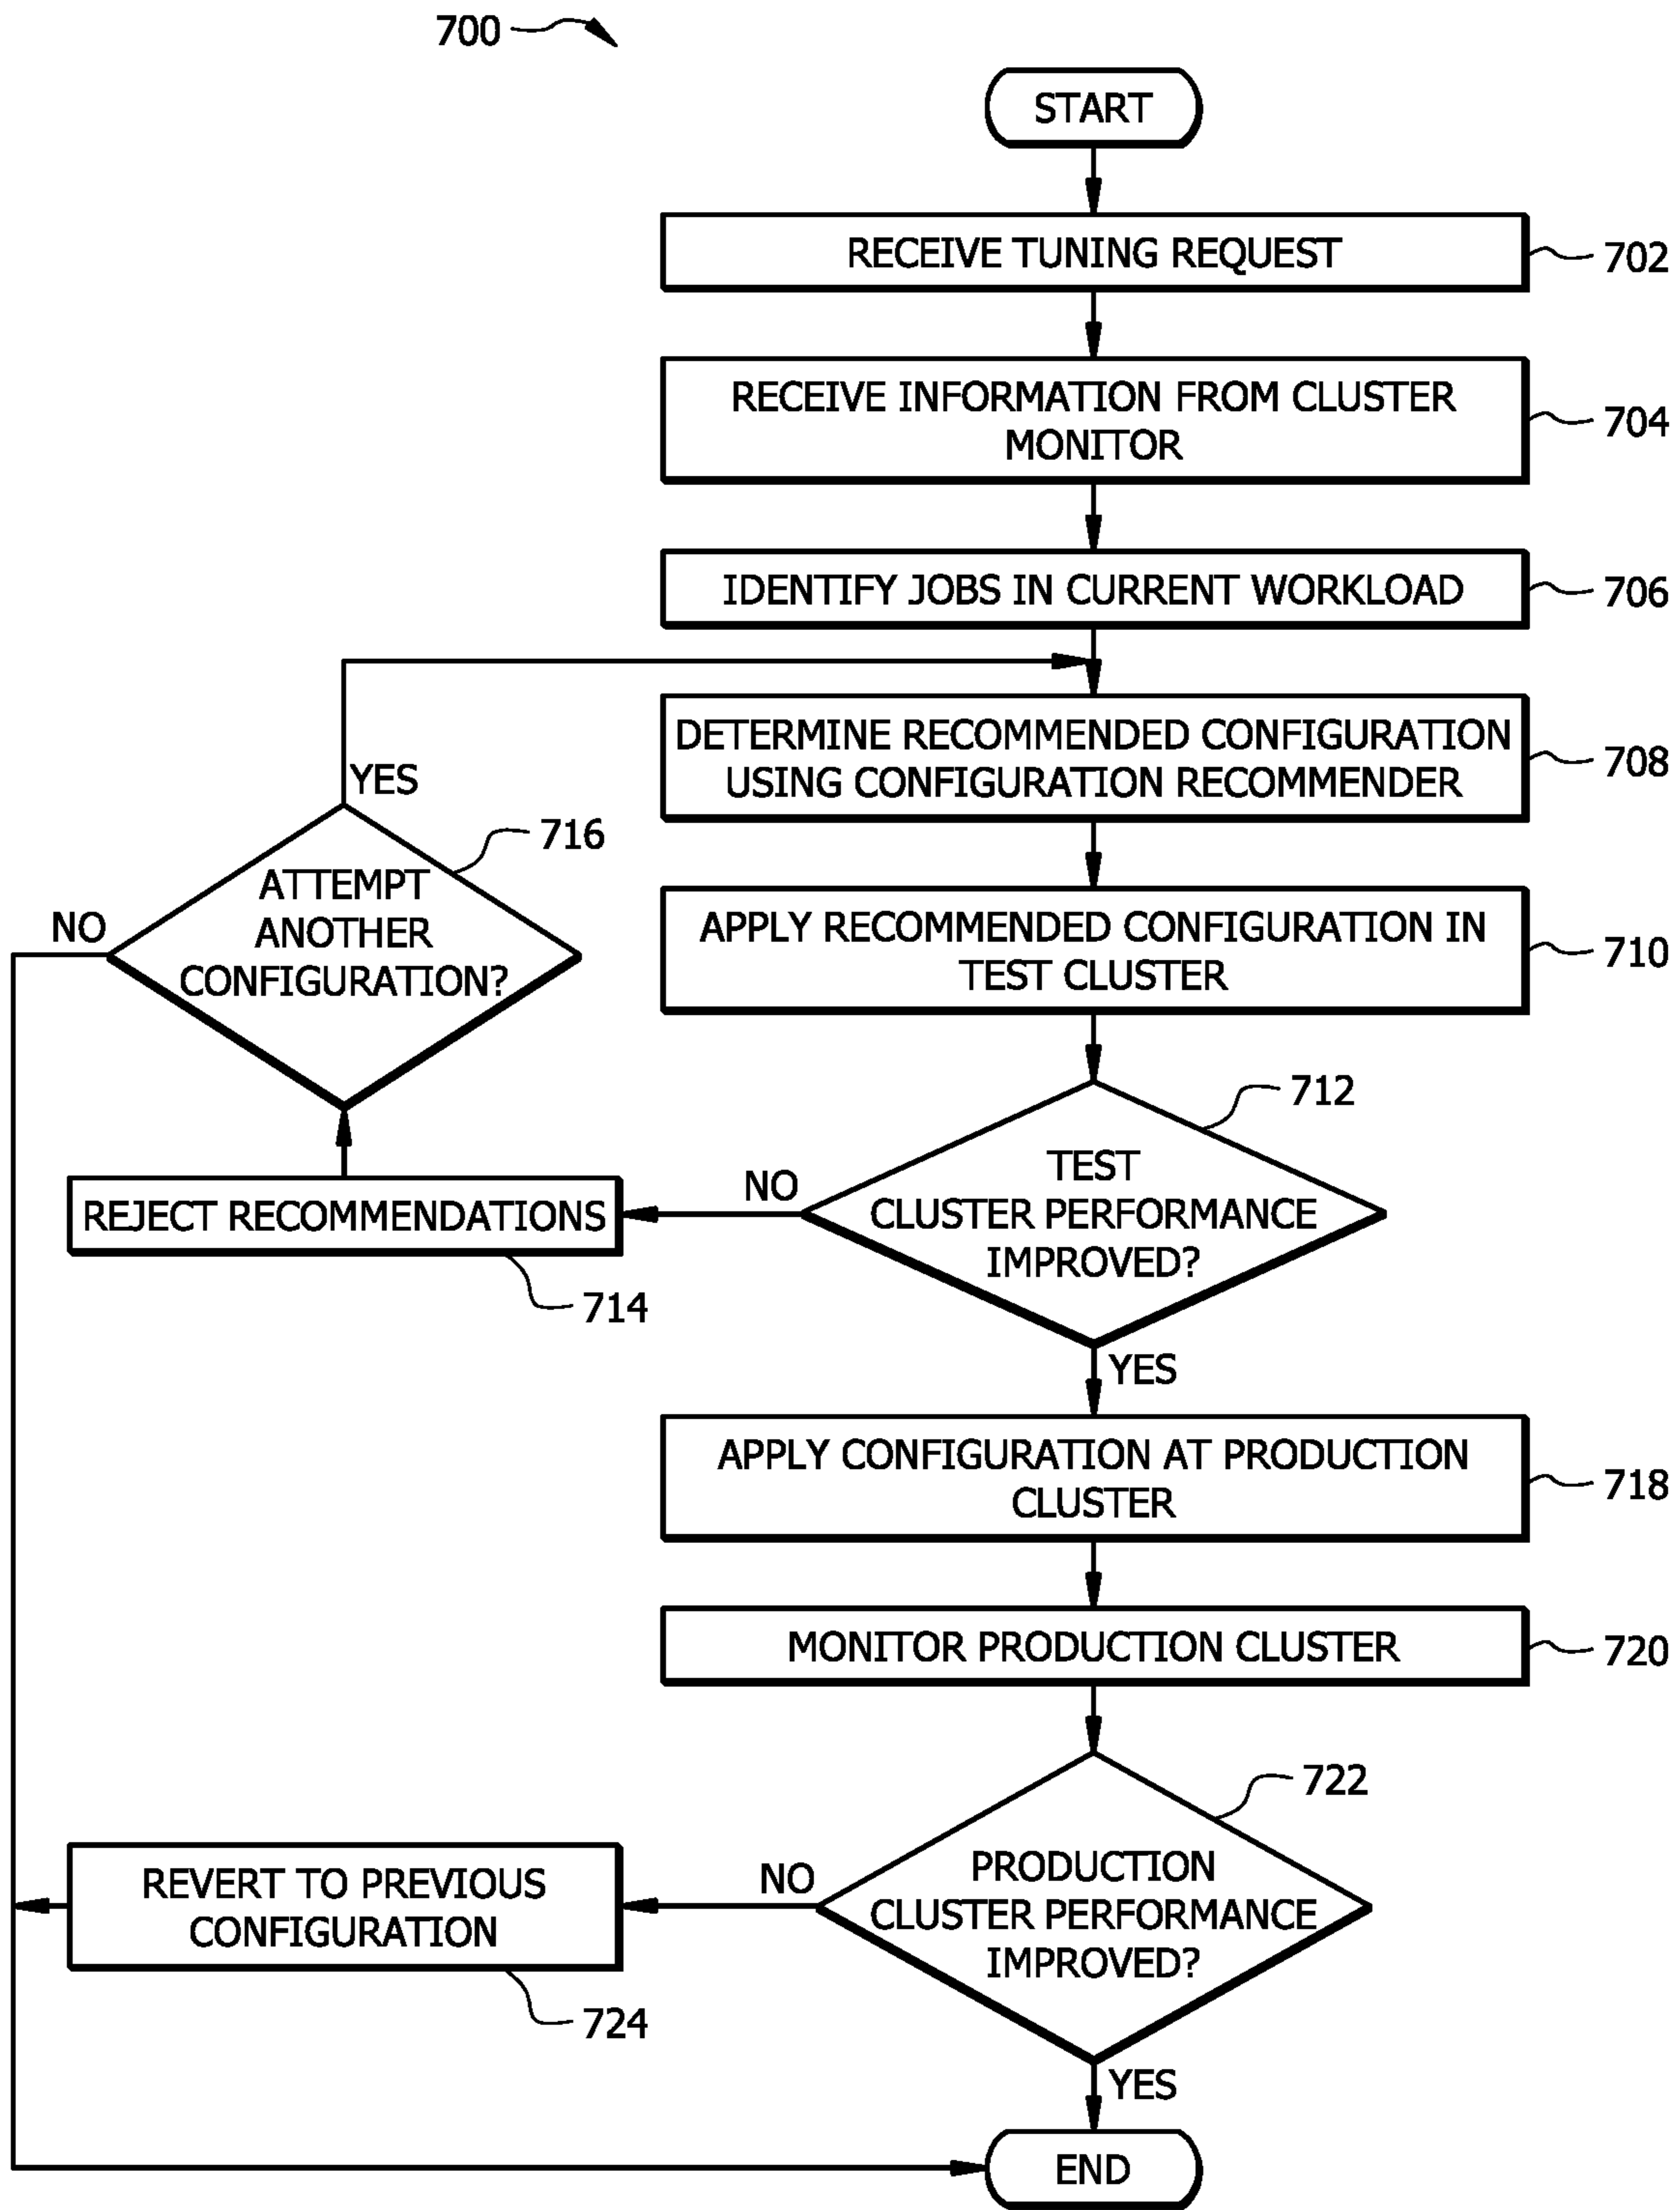 700
START
RECEIVE TUNING REQUEST
702
RECEIVE INFORMATION FROM CLUSTER
MONITOR
704
IDENTIFY JOBS IN CURRENT WORKLOAD
706
DETERMINE RECOMMENDED CONFIGURATION
USING CONFIGURATION RECOMMENDER
708
YES
716
ATTEMPT
ANOTHER
CONFIGURATION?
NO
APPLY RECOMMENDED CONFIGURATION IN
TEST CLUSTER
710
712
TEST
CLUSTER PERFORMANCE
IMPROVED?
NO
REJECT RECOMMENDATIONS
714
YES
APPLY CONFIGURATION AT PRODUCTION
CLUSTER
718
MONITOR PRODUCTION CLUSTER
720
722
PRODUCTION
CLUSTER PERFORMANCE
IMPROVED?
NO
REVERT TO PREVIOUS
CONFIGURATION
724
YES
END